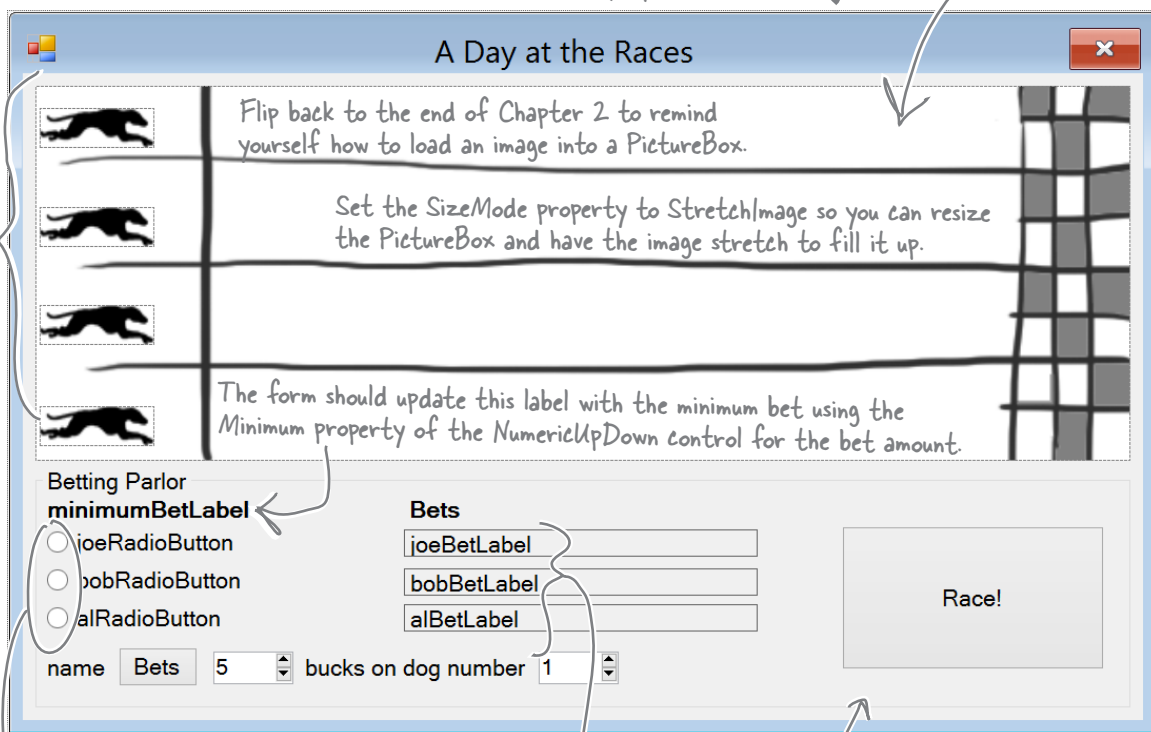 A Day at the Races
Flip back to the end of Chapter 2 to remind
yourself how to load an image into a PictureBox.
Set the SizeMode property to StretchImage so you can resize
the PictureBox and have the image stretch to fill it up.
The form should update this label with the minimum bet using the
Minimum property of the NumericUpDown control for the bet amount.
Betting Parlor
minimumBetLabel
Bets
joeRadioButton
joeBetLabel
bobRadioButton
bobBetLabel
Race!
alRadioButton
alBetLabel
name Bets 5 bucks on dog number 1